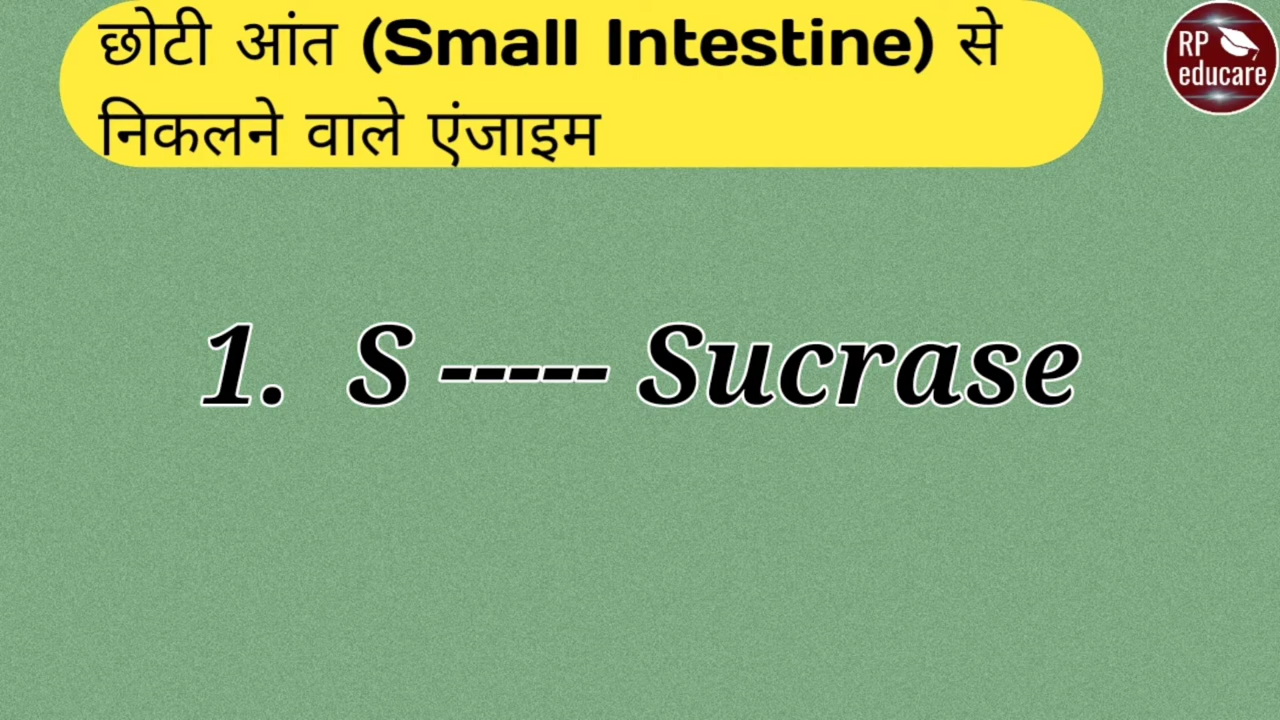 छोटी आंत (Small Intestine) से
निकलने वाले एंजाइम
RP
educare
1. S ----- Sucrase